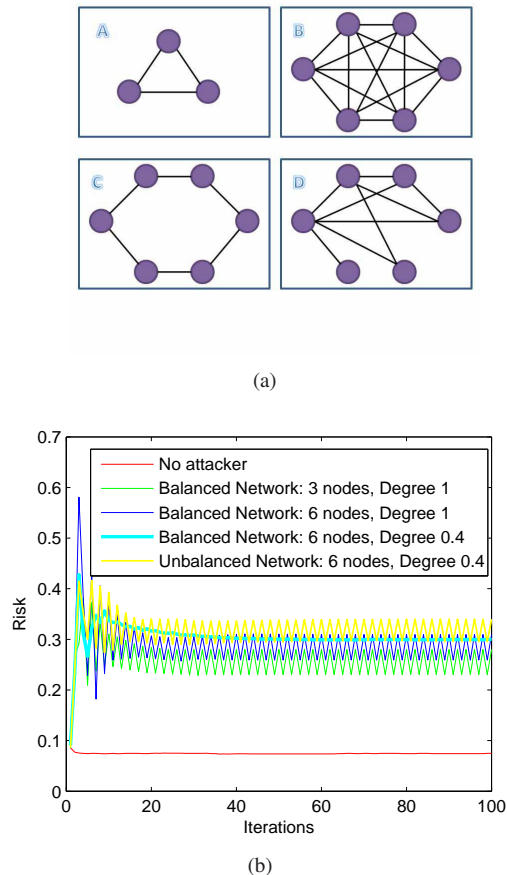 A
B
C
D
(a)
0.7
0.6
0.5
0.4
0.3
0.2
0.1
0
Risk
No attacker
Balanced Network: 3 nodes, Degree 1
Balanced Network: 6 nodes, Degree 1
Balanced Network: 6 nodes, Degree 0.4
Unbalanced Network: 6 nodes, Degree 0.4
0 20 40 60 80 100
Iterations
(b)